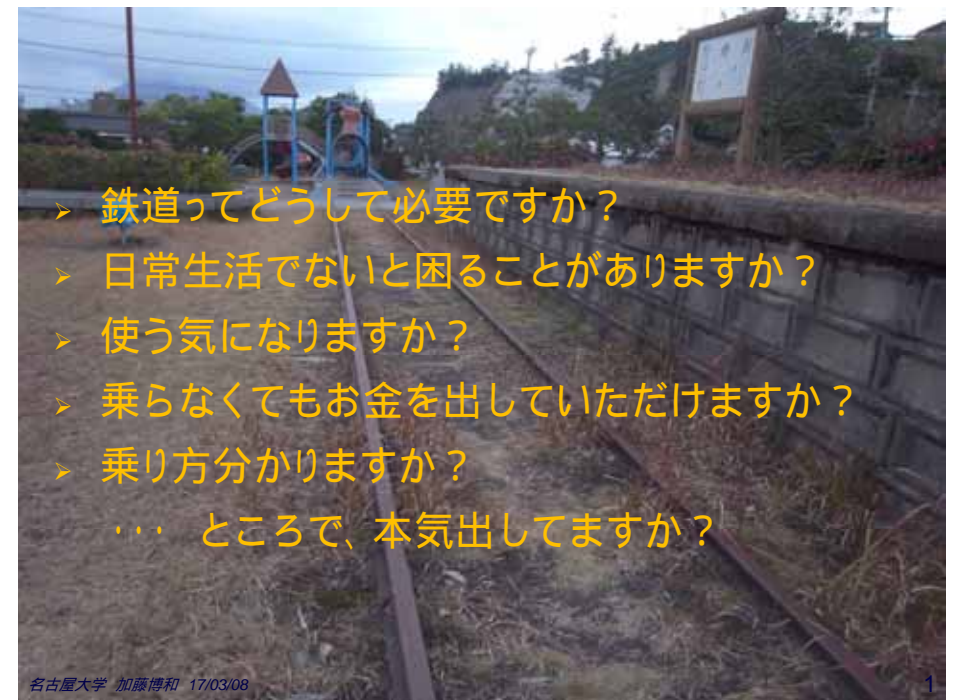 ➢ 鉄道ってどうして必要ですか？
➢ 日常生活でないと困ることがありますか？
➢ 使う気になりますか？
➢ 乗らなくてもお金を出していただけますか？
➢ 乗り方分かりますか？
･･･ ところで、本気出してますか？
名古屋大学 加藤博和 17/03/08
1